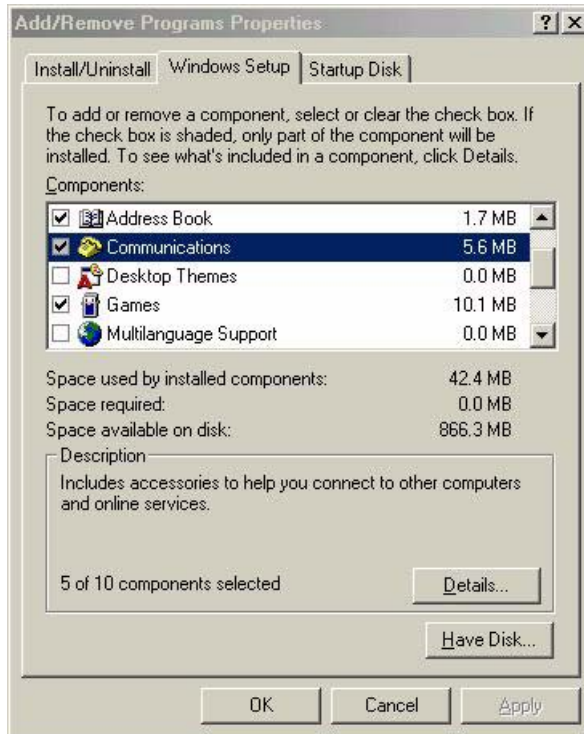 Add/Remove Programs Properties
Install/Uninstall Windows Setup Startup Disk
To add or remove a component, select or clear the check box. If
the check box is shaded, only part of the component will be
installed. To see what's included in a component, click Details.
Components:
Address Book 1.7 MB
Communications 5.6 MB
Desktop Themes 0.0 MB
Games 10.1 MB
Multilanguage Support 0.0 MB
Space used by installed components: 42.4 MB
Space required: 0.0 MB
Space available on disk: 866.3 MB
Description
Includes accessories to help you connect to other computers
and online services.
5 of 10 components selected
Details...
Have Disk...
OK Cancel Apply